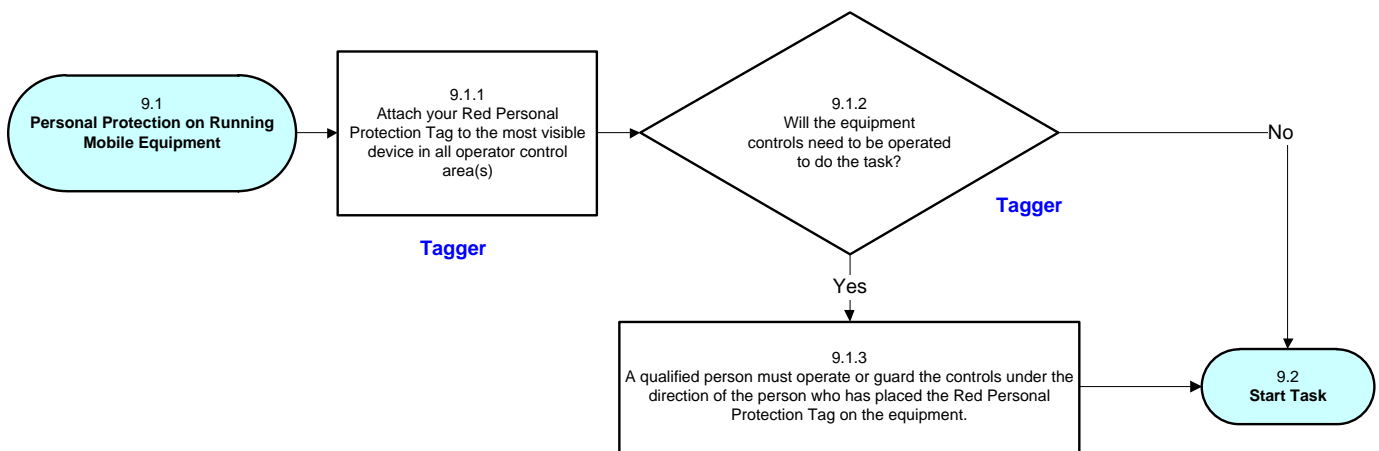 9.1
Personal Protection on Running
Mobile Equipment
9.1.1
Attach your Red Personal
Protection Tag to the most visible
device in all operator control
area(s)
Tagger
9.1.2
Will the equipment
controls need to be operated
to do the task?
Tagger
No
Yes
9.1.3
A qualified person must operate or guard the controls under the
direction of the person who has placed the Red Personal
Protection Tag on the equipment.
9.2
Start Task